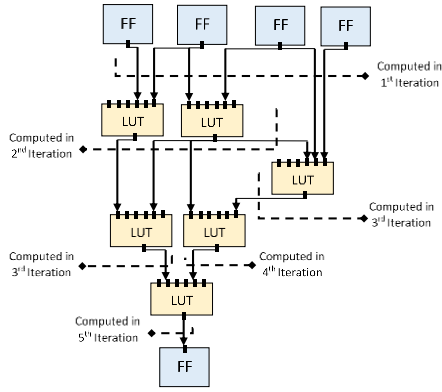 FF
FF
FF
FF
Computed in
1st Iteration
LUT
LUT
Computed in
2nd Iteration
LUT
Computed in
3rd Iteration
LUT
LUT
Computed in
3rd Iteration
Computed in
4th Iteration
LUT
Computed in
5th Iteration
FF